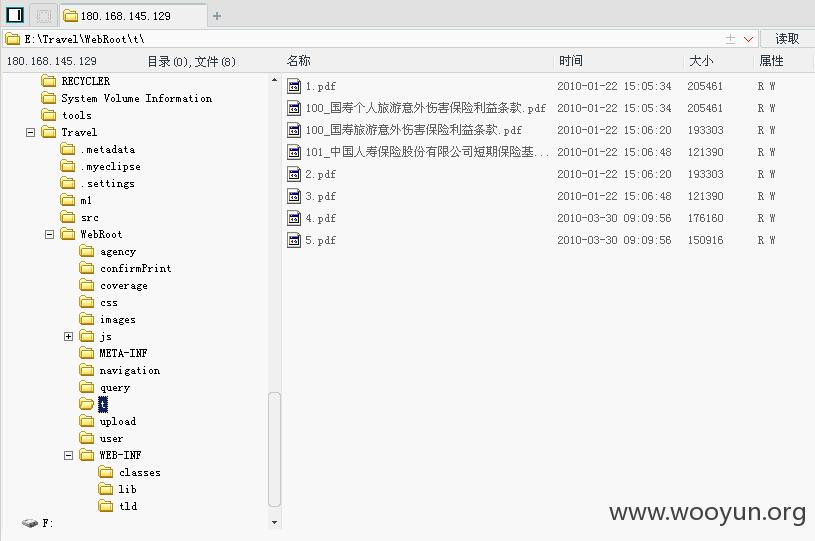 180.168.145.129
E:\Travel\WebRoot\t\
读取
180.168.145.129 目录(0),文件(8) 名称 时间 大小 属性
RECYCLER
System Volume Information
tools
Travel
.metadata
.myeclipse
.settings
m1
src
WebRoot
agency
confirmPrint
coverage
css
images
js
META-INF
navigation
query
t
upload
user
WEB-INF
classes
lib
tld
F:
1.pdf 2010-01-22 15:05:34 205461 R W
100_国寿个人旅游意外伤害保险利益条款.pdf 2010-01-22 15:05:34 205461 R W
100_国寿旅游意外伤害保险利益条款.pdf 2010-01-22 15:06:20 193303 R W
101_中国人寿保险股份有限公司短期保险基... 2010-01-22 15:06:48 121390 R W
2.pdf 2010-01-22 15:06:20 193303 R W
3.pdf 2010-01-22 15:06:48 121390 R W
4.pdf 2010-03-30 09:09:56 176160 R W
5.pdf 2010-03-30 09:09:56 150916 R W
www.wooyun.org